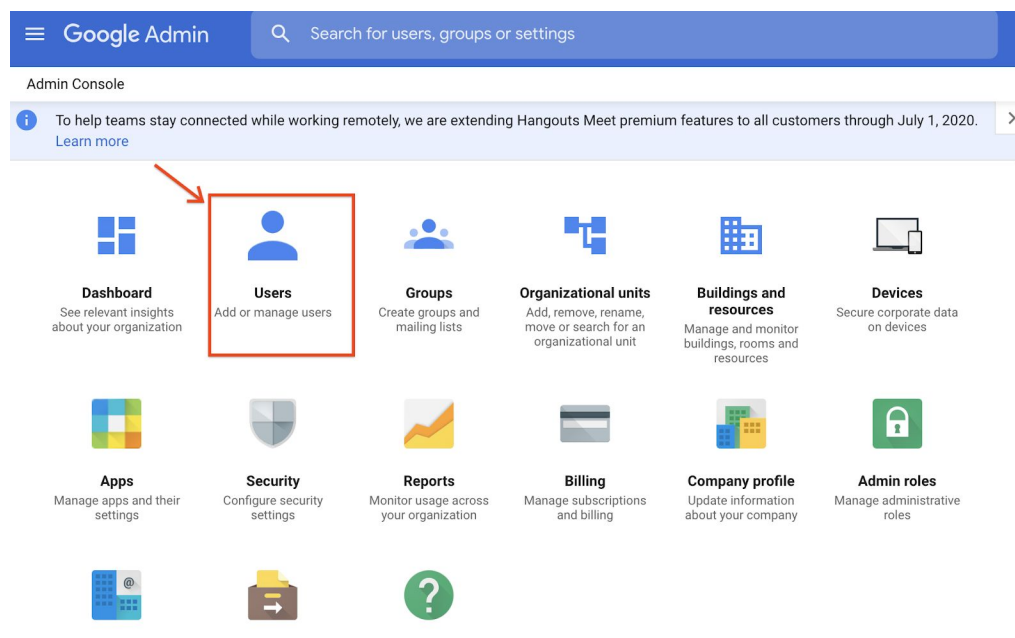 Google Admin
Search for users, groups or settings
Admin Console
To help teams stay connected while working remotely, we are extending Hangouts Meet premium features to all customers through July 1, 2020.
Learn more
Dashboard
See relevant insights
about your organization
Users
Add or manage users
Groups
Create groups and
mailing lists
Organizational units
Add, remove, rename,
move or search for an
organizational unit
Buildings and
resources
Manage and monitor
buildings, rooms and
resources
Devices
Secure corporate data
on devices
Apps
Manage apps and their
settings
Security
Configure security
settings
Reports
Monitor usage across
your organization
Billing
Manage subscriptions
and billing
Company profile
Update information
about your company
Admin roles
Manage administrative
roles
@
?